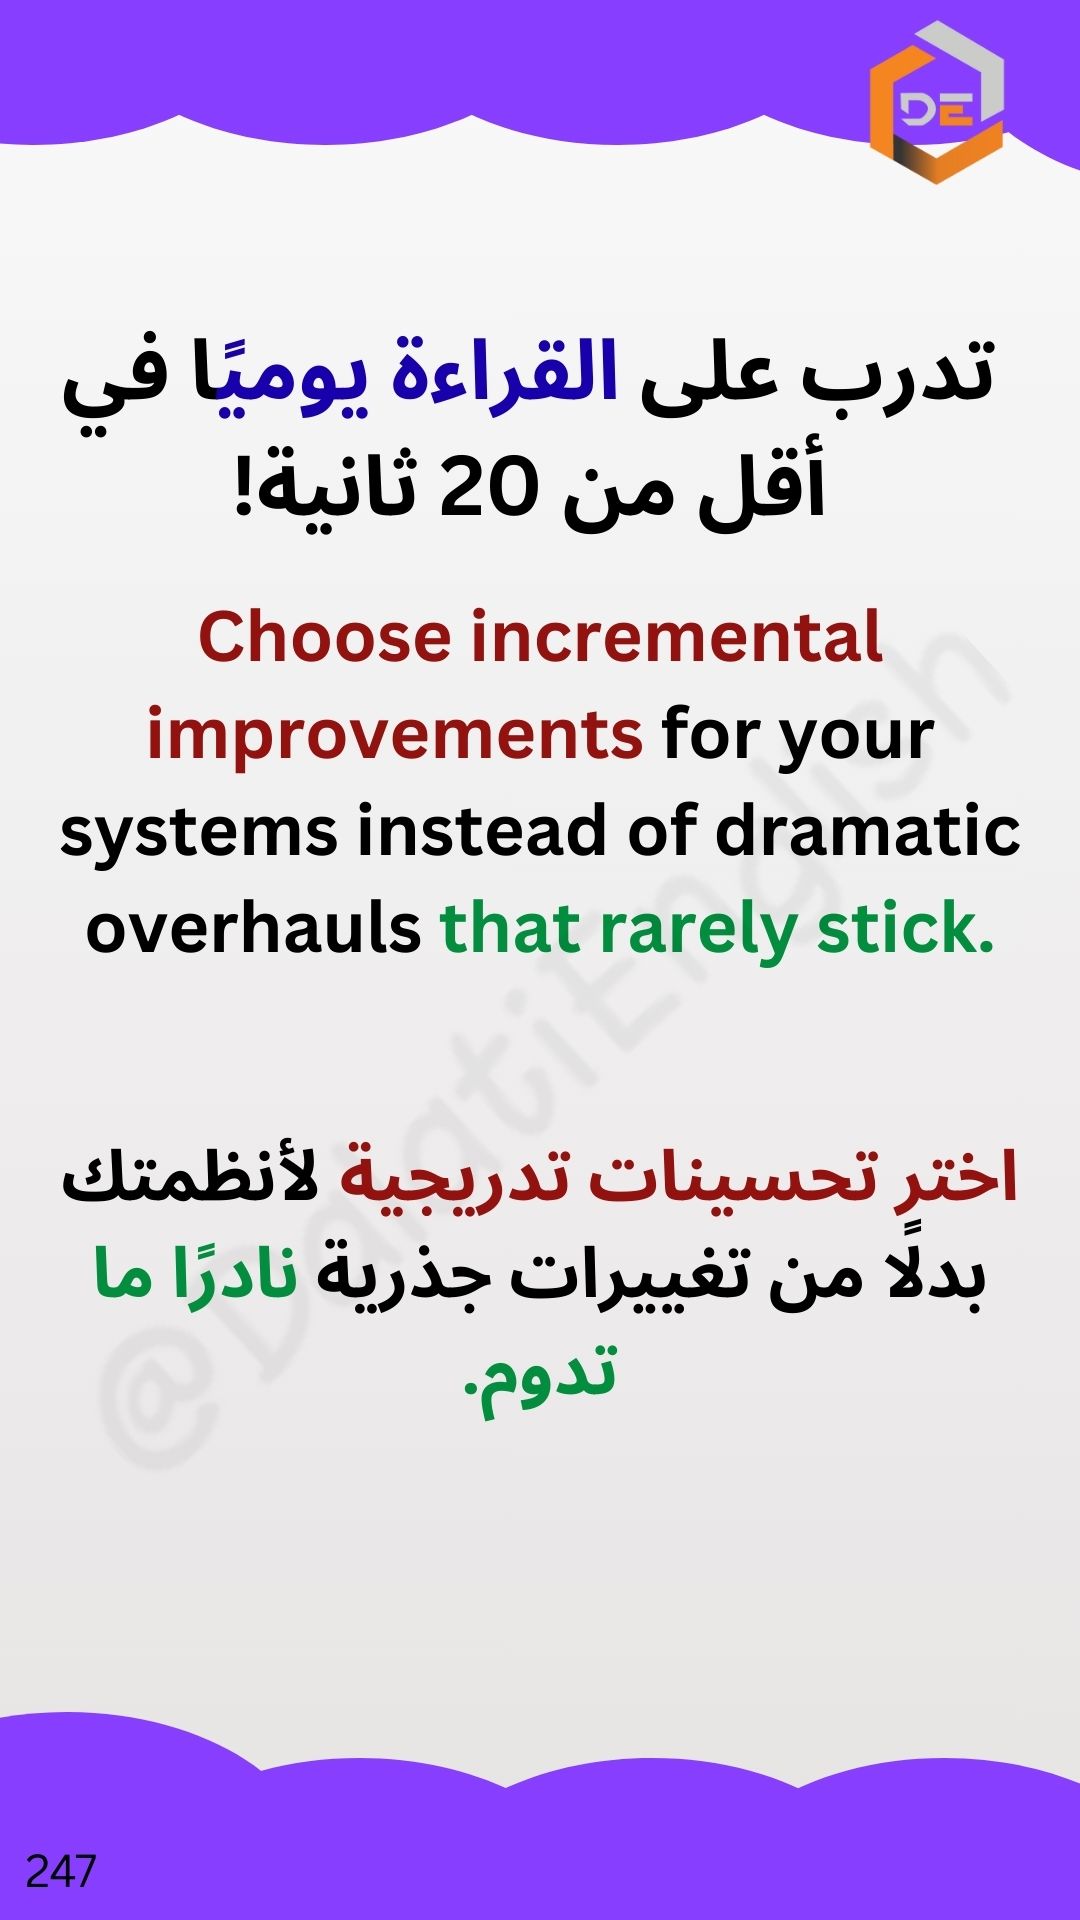 DE
تدرب على القراءة يوميًا في
أقل من 20 ثانية!
Choose incremental
improvements for your
systems instead of dramatic
overhauls that rarely stick.
اختر تحسينات تدريجية لأنظمتك
بدلًا من تغييرات جذرية نادرًا ما
تدوم.
@DalatiEnglish
247